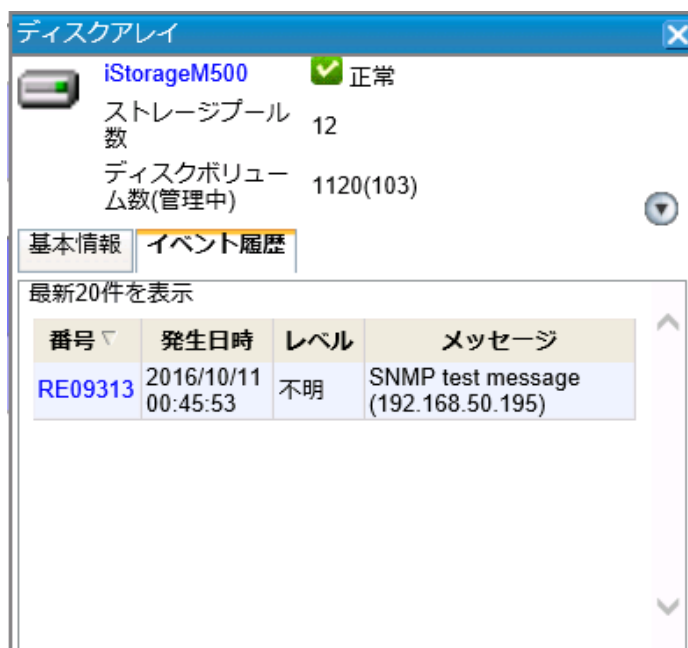 ディスクアレイ
iStorageM500 正常
ストレージプール
数 12
ディスクボリュー
ム数(管理中) 1120(103)
基本情報 イベント履歴
最新20件を表示
番号 発生日時 レベル メッセージ
RE09313 2016/10/11 不明 SNMP test message
00:45:53 (192.168.50.195)